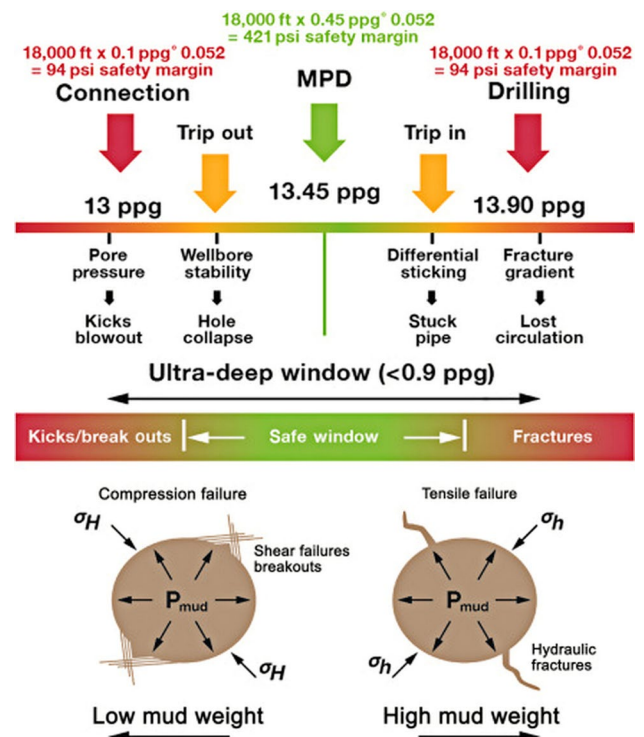 18,000 ft x 0.45 ppg* 0.052
= 421 psi safety margin
18,000 ft x 0.1 ppg* 0.052
= 94 psi safety margin
18,000 ft x 0.1 ppg* 0.052
= 94 psi safety margin
Connection
MPD
Drilling
Trip out
Trip in
13 ppg
13.45 ppg
13.90 ppg
Pore
pressure
Wellbore
stability
Differential
sticking
Fracture
gradient
Kicks
blowout
Hole
collapse
Stuck
pipe
Lost
circulation
Ultra-deep window (<0.9 ppg)
Kicks/break outs
Safe window
Fractures
Compression failure
Tensile failure
σH
σh
Shear failures
breakouts
Pmud
Pmud
σH
σh
Hydraulic
fractures
Low mud weight
High mud weight